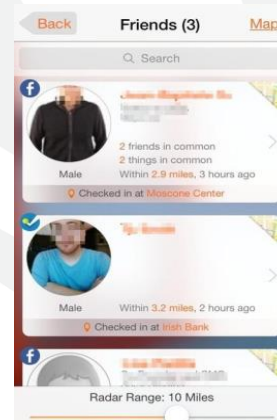 Back
Friends (3)
Map
Search
2 friends in common
2 things in common
Male
Within 2.9 miles, 3 hours ago
Checked in at Moscone Center
Male
Within 3.2 miles, 2 hours ago
Checked in at Irish Bank
Radar Range: 10 Miles